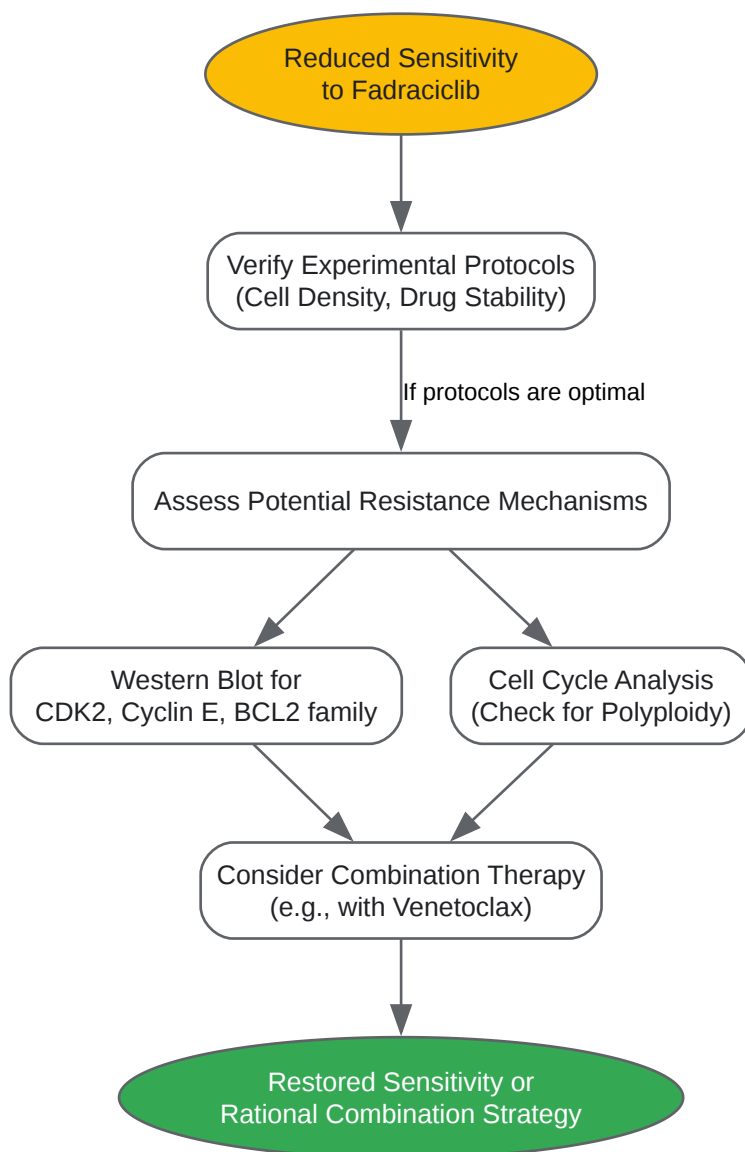 Reduced Sensitivity
to Fadraciclib
Verify Experimental Protocols
(Cell Density, Drug Stability)
If protocols are optimal
Assess Potential Resistance Mechanisms
Western Blot for
CDK2, Cyclin E, BCL2 family
Cell Cycle Analysis
(Check for Polyploidy)
Consider Combination Therapy
(e.g., with Venetoclax)
Restored Sensitivity or
Rational Combination Strategy